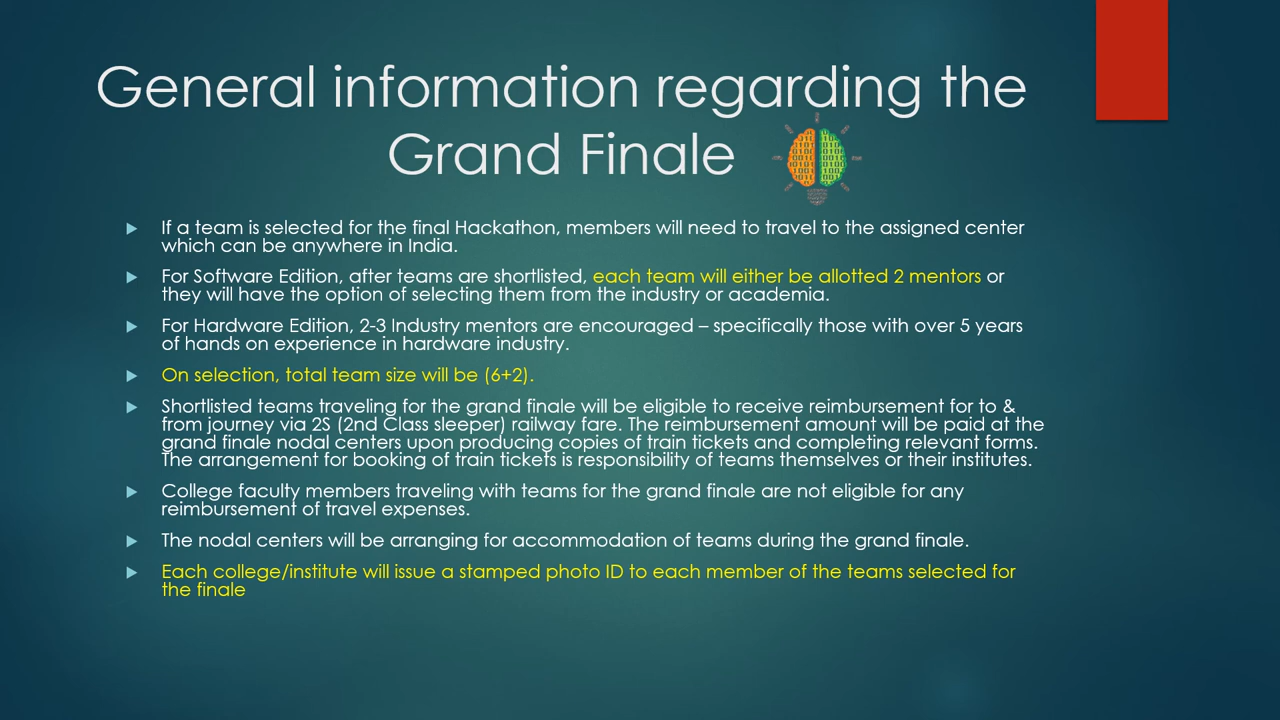 General information regarding the
Grand Finale
If a team is selected for the final Hackathon, members will need to travel to the assigned center
which can be anywhere in India.
For Software Edition, after teams are shortlisted, each team will either be allotted 2 mentors or
they will have the option of selecting them from the industry or academia.
For Hardware Edition, 2-3 Industry mentors are encouraged – specifically those with over 5 years
of hands on experience in hardware industry.
On selection, total team size will be (6+2).
Shortlisted teams traveling for the grand finale will be eligible to receive reimbursement for to &
from journey via 2S (2nd Class sleeper) railway fare. The reimbursement amount will be paid at the
grand finale nodal centers upon producing copies of train tickets and completing relevant forms.
The arrangement for booking of train tickets is responsibility of teams themselves or their institutes.
College faculty members traveling with teams for the grand finale are not eligible for any
reimbursement of travel expenses.
The nodal centers will be arranging for accommodation of teams during the grand finale.
Each college/institute will issue a stamped photo ID to each member of the teams selected for
the finale